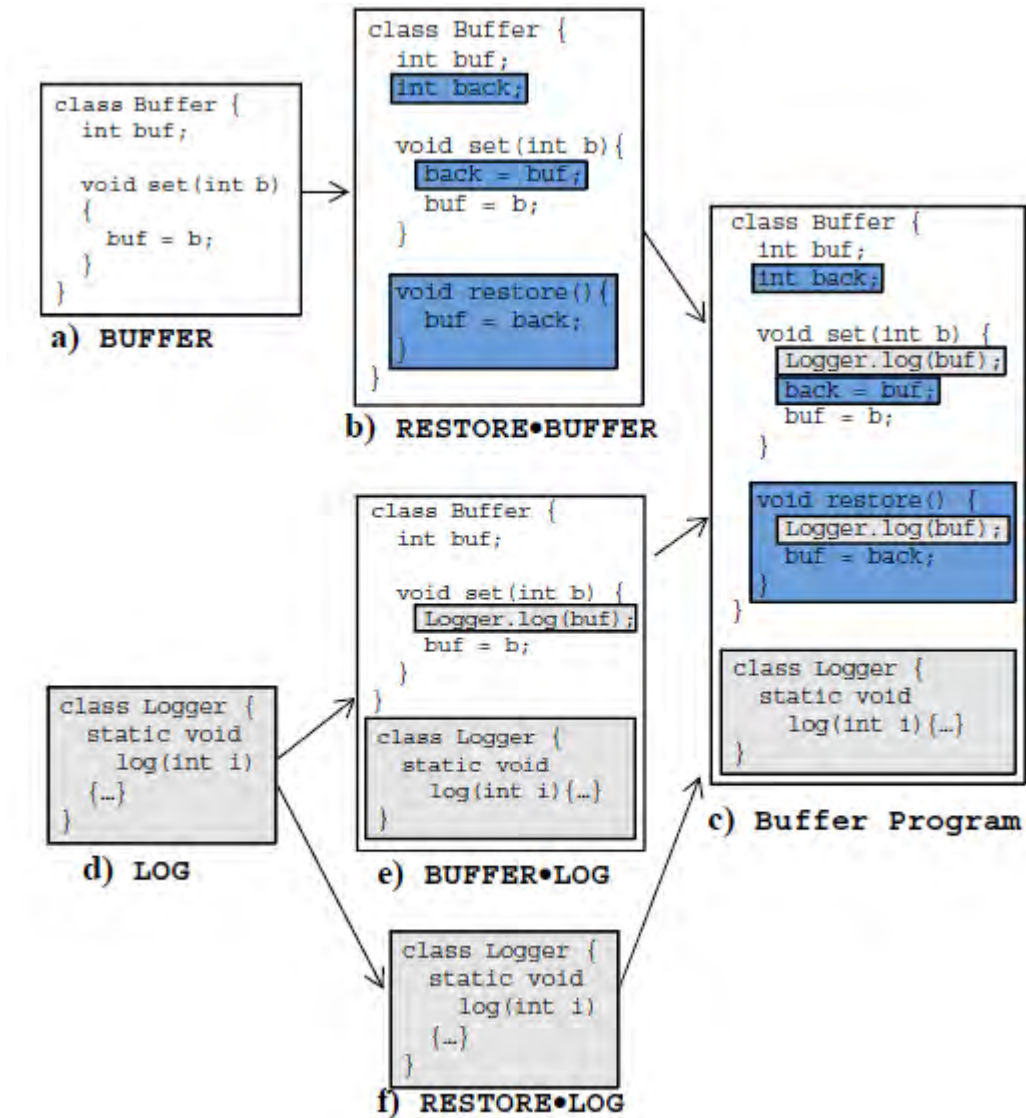 class Buffer {
int buf;
void set(int b)
{
buf = b;
}
}
a) BUFFER
class Buffer {
int buf;
int back;
void set(int b){
back = buf;
buf = b;
}
void restore(){
buf = back;
}
}
b) RESTORE•BUFFER
class Buffer {
int buf;
int back;
void set(int b) {
Logger.log(buf);
back = buf;
buf = b;
}
void restore() {
Logger.log(buf);
buf = back;
}
}
class Logger {
static void
log(int i){…}
}
c) Buffer Program
class Logger {
static void
log(int i)
{…}
}
d) LOG
class Buffer {
int buf;
void set(int b) {
Logger.log(buf);
buf = b;
}
}
class Logger {
static void
log(int i){…}
}
e) BUFFER•LOG
class Logger {
static void
log(int i)
{…}
}
f) RESTORE•LOG